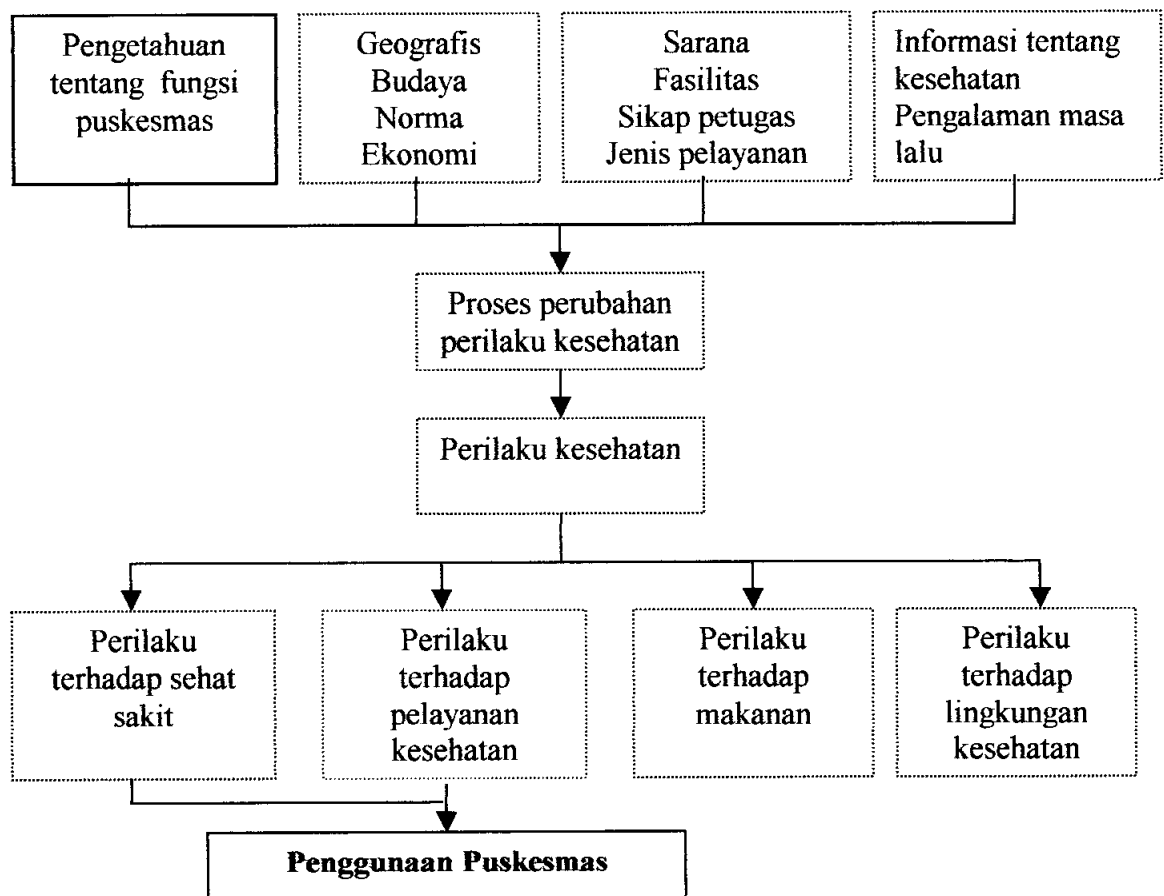 Pengetahuan
tentang fungsi
puskesmas
Geografis
Budaya
Norma
Ekonomi
Sarana
Fasilitas
Sikap petugas
Jenis pelayanan
Informasi tentang
kesehatan
Pengalaman masa
lalu
Proses perubahan
perilaku kesehatan
Perilaku kesehatan
Perilaku
terhadap sehat
sakit
Perilaku
terhadap
pelayanan
kesehatan
Perilaku
terhadap
makanan
Perilaku
terhadap
lingkungan
kesehatan
Penggunaan Puskesmas